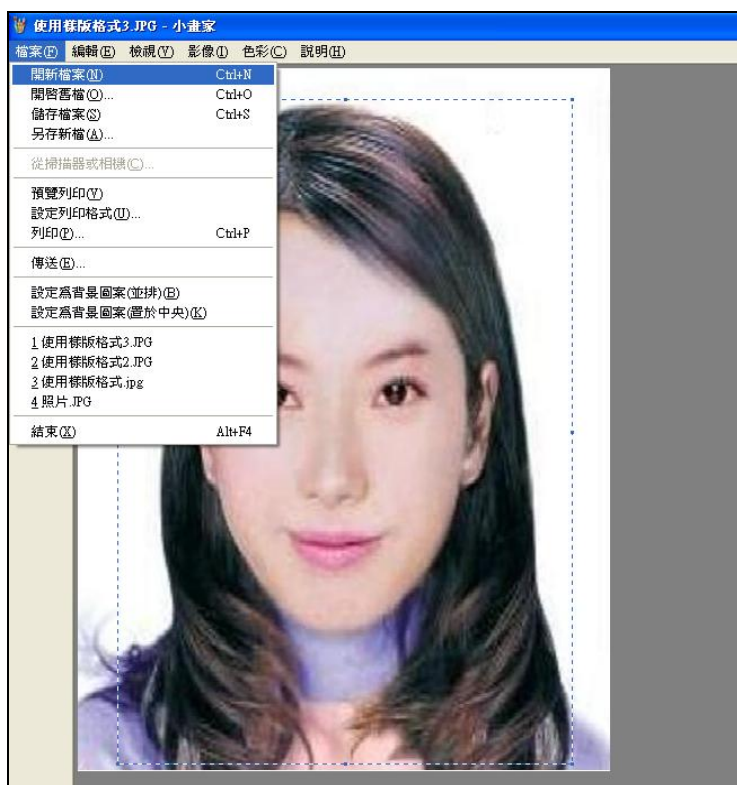 使用樣版格式3.JPG - 小畫家
檔案(F) 編輯(E) 檢視(V) 影像(I) 色彩(C) 說明(H)
開新檔案(N) Ctrl+N
開啓舊檔(O)... Ctrl+O
儲存檔案(S) Ctrl+S
另存新檔(A)...
從掃描器或相機(C)...
預覽列印(V)
設定列印格式(U)...
列印(P)... Ctrl+P
傳送(E)...
設定為背景圖案(並排)(B)
設定為背景圖案(置於中央)(K)
1 使用樣版格式3.JPG
2 使用樣版格式2.JPG
3 使用樣版格式.jpg
4 照片.JPG
結束(X) Alt+F4